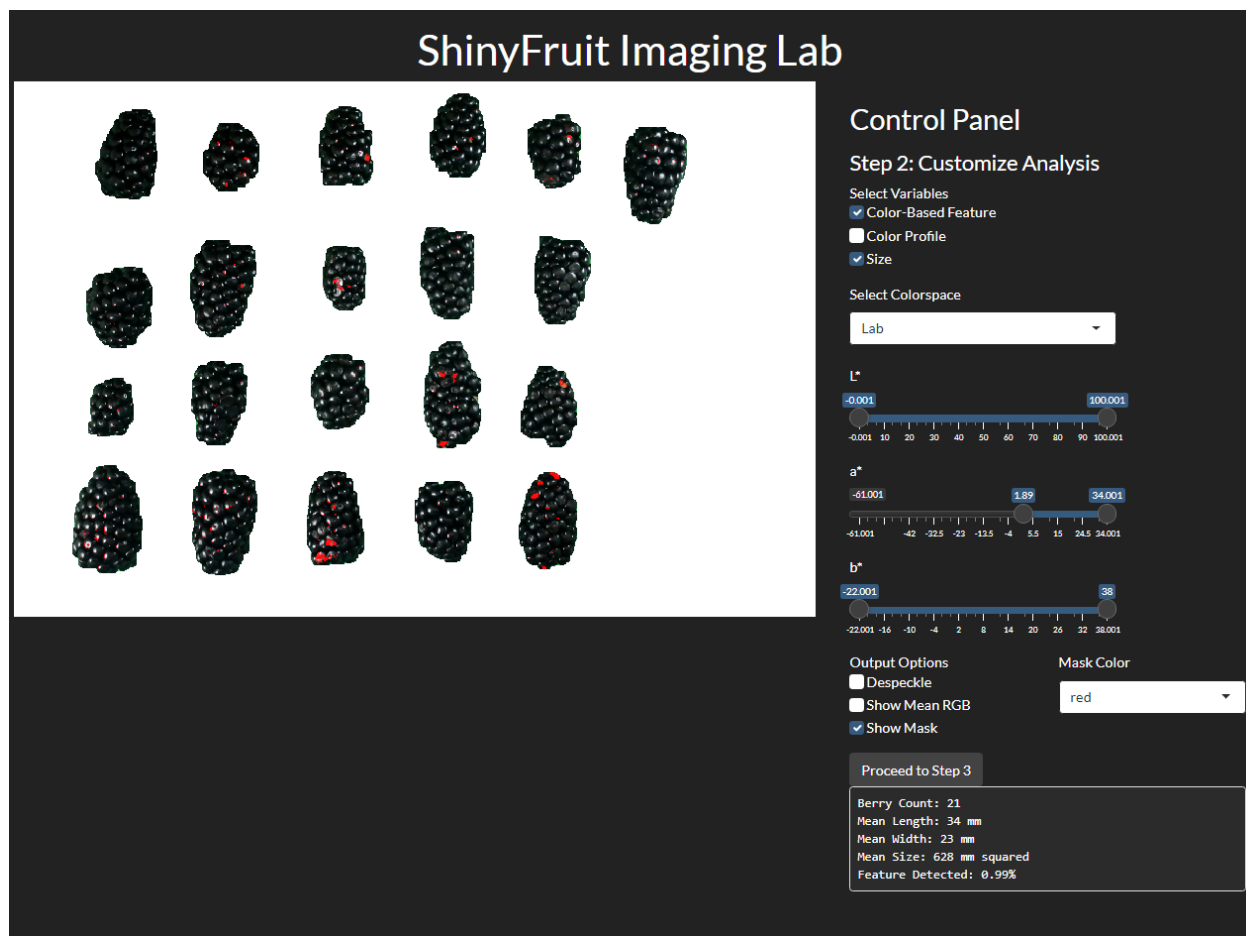 ShinyFruit Imaging Lab
Control Panel
Step 2: Customize Analysis
Select Variables
Color-Based Feature
Color Profile
Size
Select Colorspace
Lab
L*
-0.001 100.001
-0.001 10 20 30 40 50 60 70 80 90 100.001
a*
-61.001 1.89 34.001
-61.001 -42 -32.5 -23 -13.5 -4 5.5 15 24.5 34.001
b*
-22.001 38
-22.001 -16 -10 -4 2 8 14 20 26 32 38.001
Output Options Mask Color
Despeckle
red
Show Mean RGB
Show Mask
Proceed to Step 3
Berry Count: 21
Mean Length: 34 mm
Mean Width: 23 mm
Mean Size: 628 mm squared
Feature Detected: 0.99%